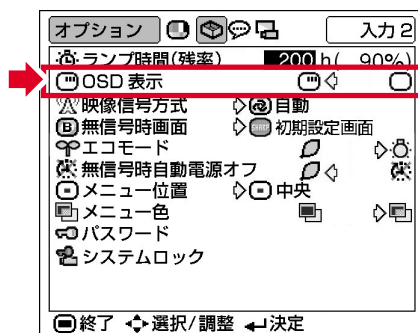 オプション 入力 2
ランプ時間(残率) 200 h( 90%)
OSD 表示
映像信号方式 自動
無信号時画面 初期設定画面
エコモード
無信号時自動電源オフ
メニュー位置 中央
メニュー色
パスワード
システムロック
終了 選択/調整 決定